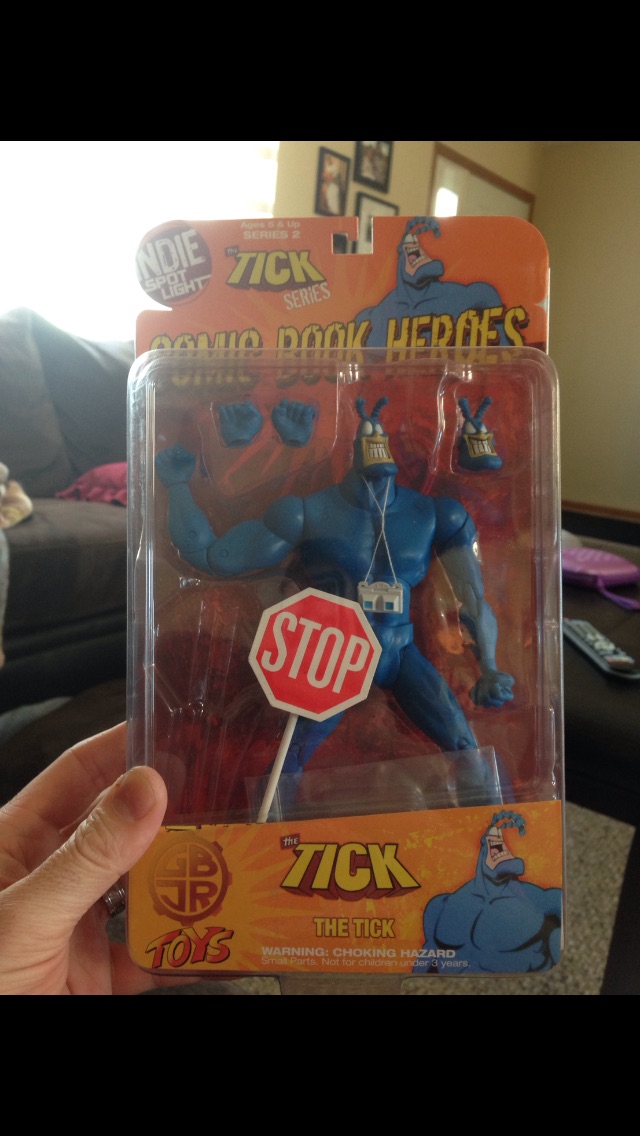 Ages 5 & Up
SERIES 2
INDIE
SPOT
LIGHT
the
TICK
SERIES
COMIC BOOK HEROES
STOP
the
TICK
THE TICK
GB
JR
TOYS
WARNING: CHOKING HAZARD
Small Parts. Not for children under 3 years.